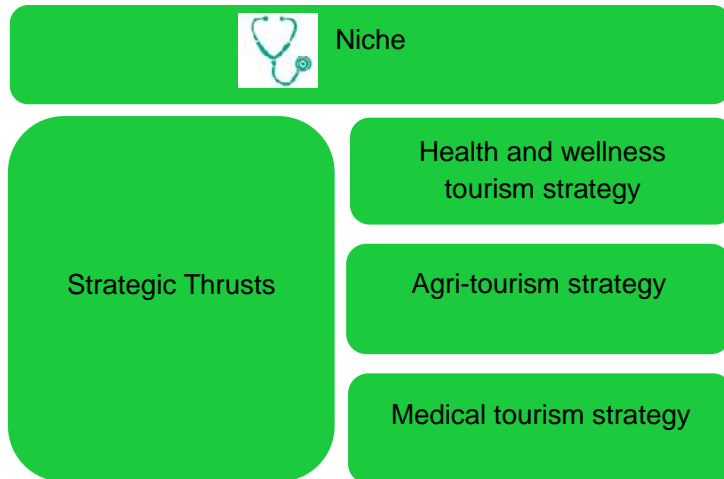 Niche
Health and wellness
tourism strategy
Strategic Thrusts
Agri-tourism strategy
Medical tourism strategy